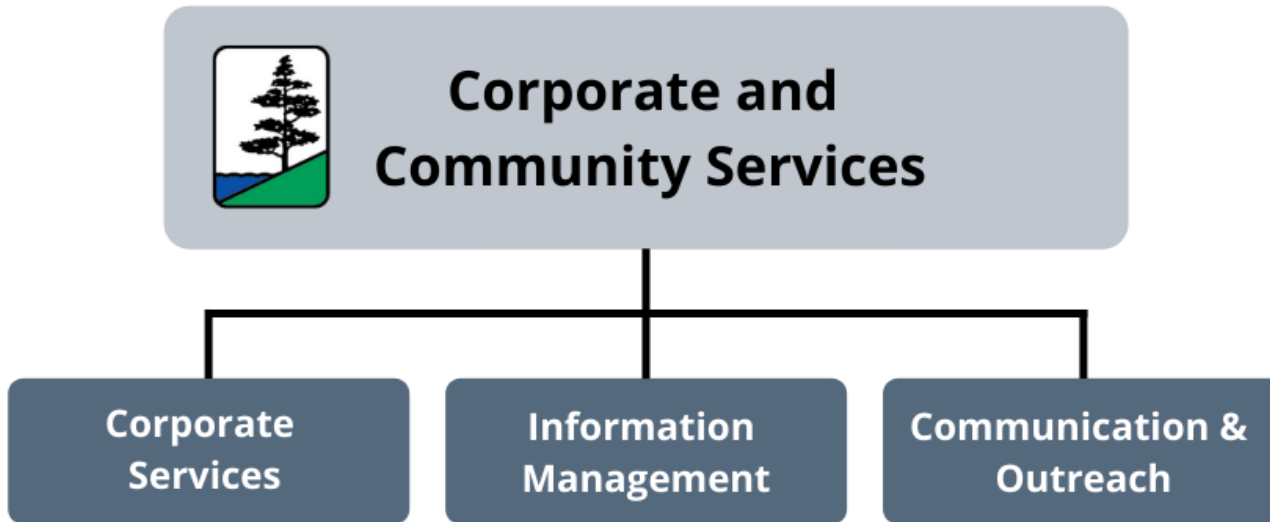 Corporate and
Community Services
Corporate
Services
Information
Management
Communication &
Outreach